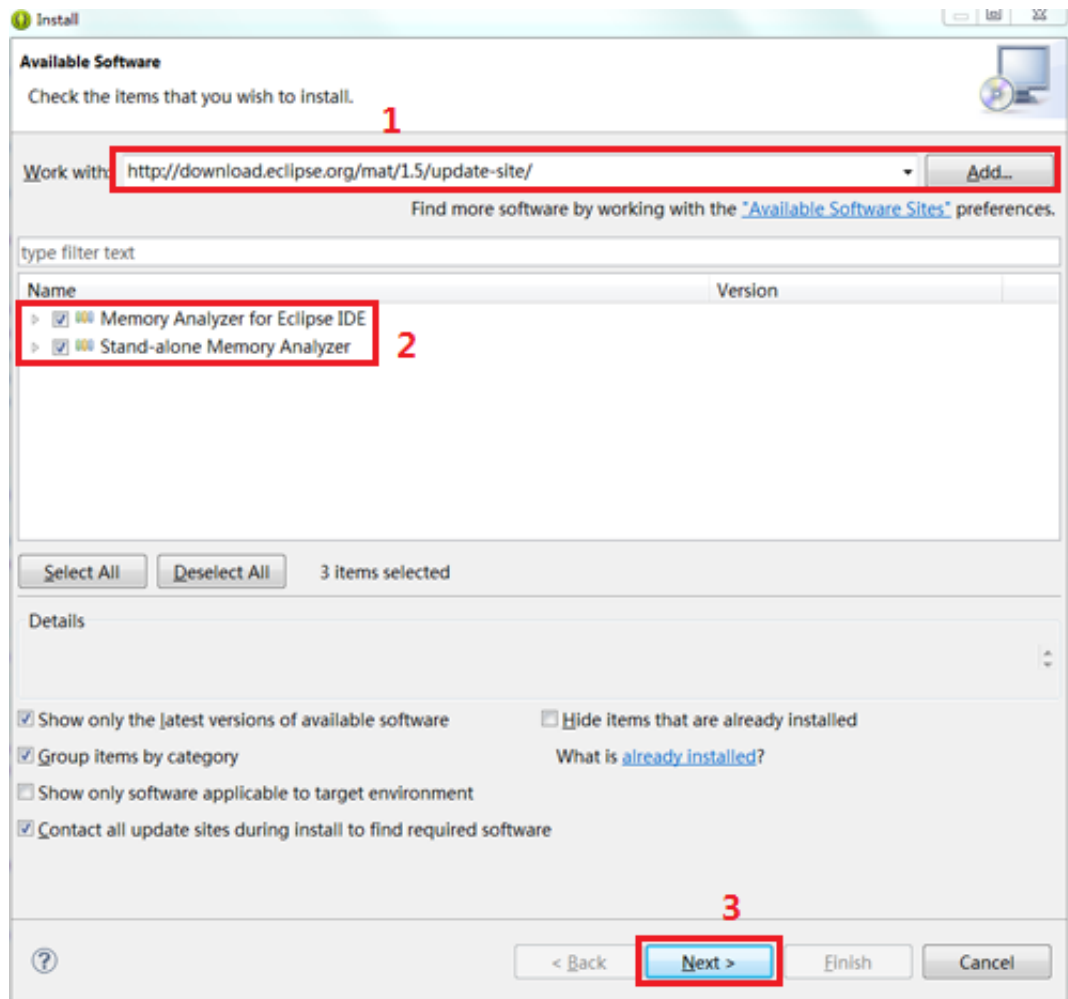 Install
Available Software
Check the items that you wish to install.
1
Work with: http://download.eclipse.org/mat/1.5/update-site/ Add...
Find more software by working with the "Available Software Sites" preferences.
type filter text
Name Version
Memory Analyzer for Eclipse IDE
Stand-alone Memory Analyzer
2
Select All Deselect All 3 items selected
Details
Show only the latest versions of available software Hide items that are already installed
Group items by category What is already installed?
Show only software applicable to target environment
Contact all update sites during install to find required software
3
? < Back Next > Finish Cancel